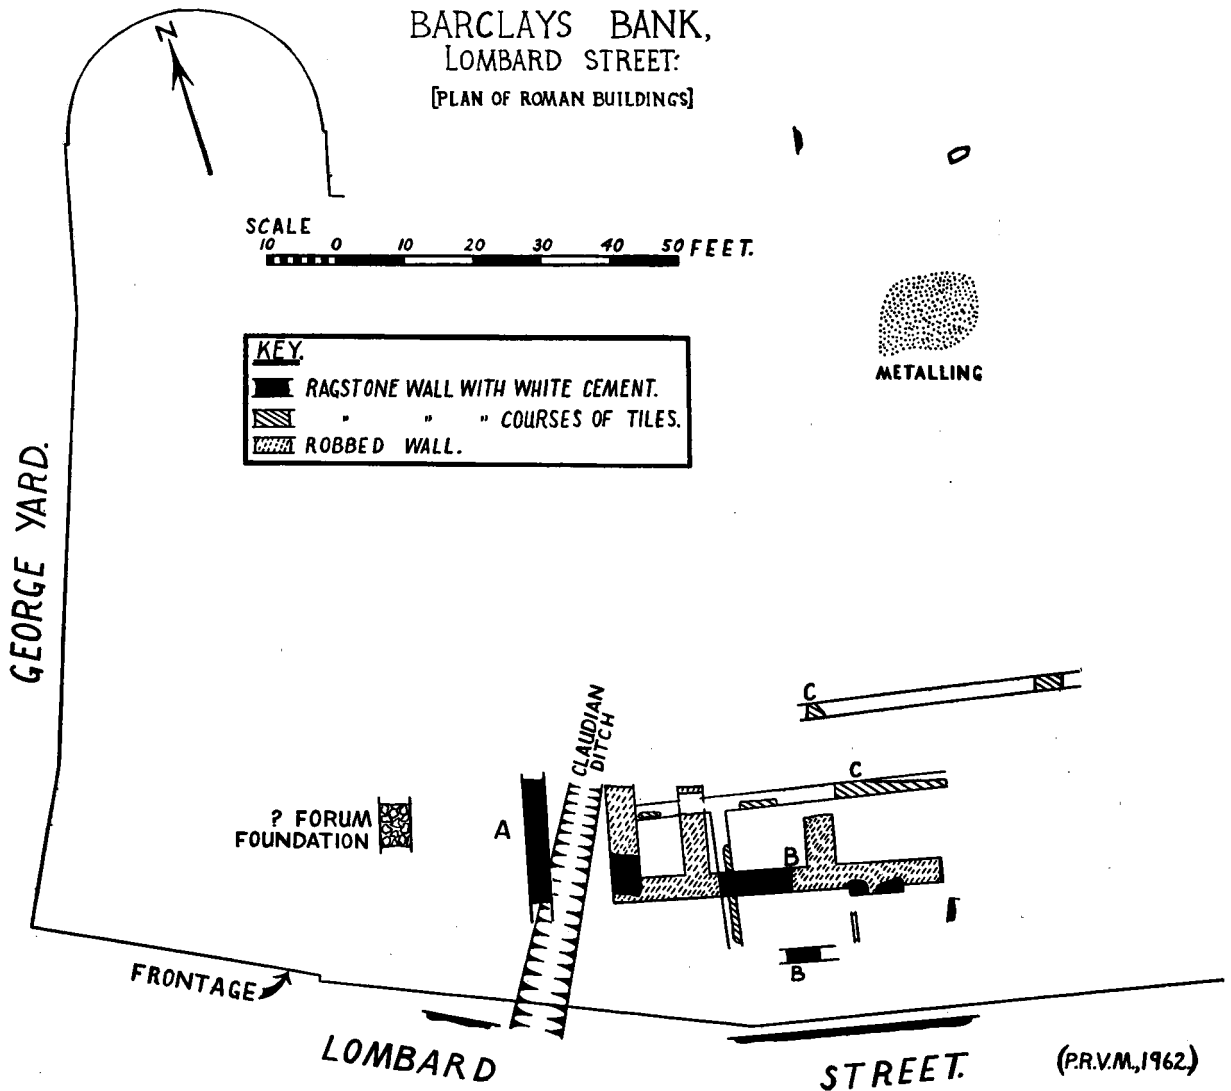 BARCLAYS BANK,
LOMBARD STREET:
[PLAN OF ROMAN BUILDINGS]
N
SCALE
10 0 10 20 30 40 50 FEET.
KEY.
RAGSTONE WALL WITH WHITE CEMENT.
" " " COURSES OF TILES.
ROBBED WALL.
METALLING
GEORGE YARD.
C
CLAUDIAN
DITCH
C
? FORUM
FOUNDATION
A
B
B
FRONTAGE
LOMBARD STREET.
(P.R.V.M.,1962.)